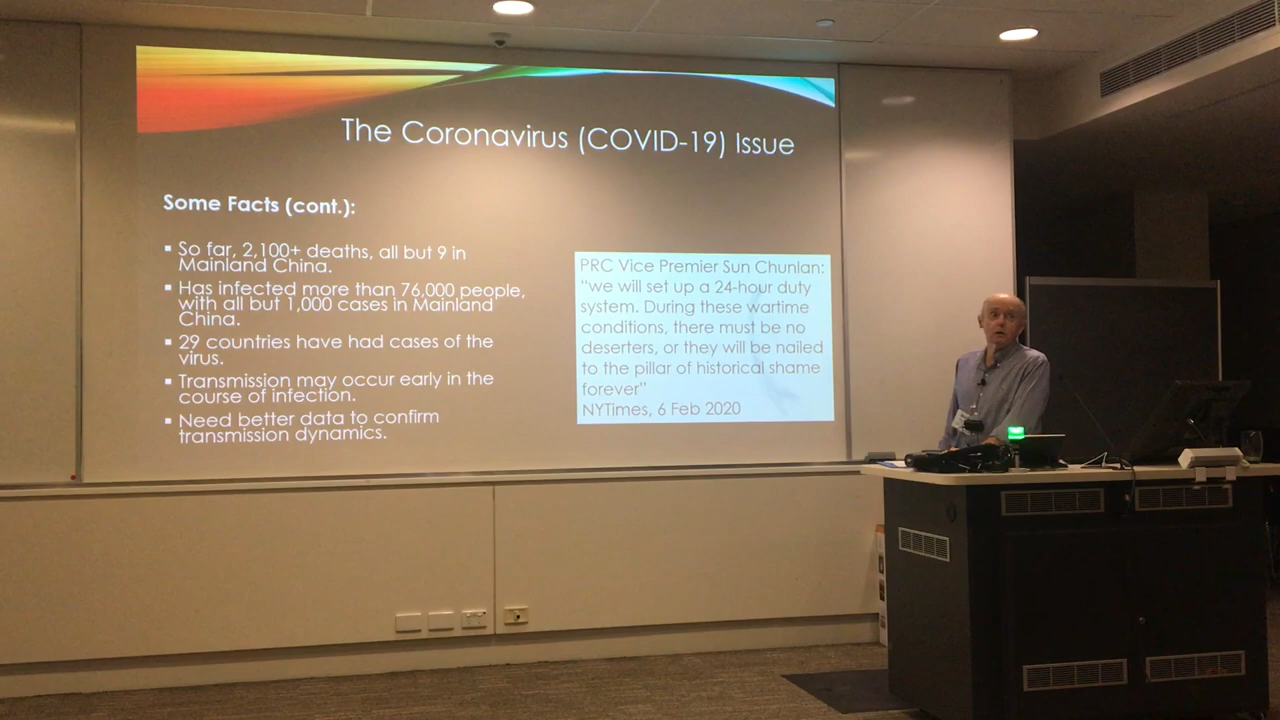 The Coronavirus (COVID-19) Issue
Some Facts (cont.):
▪ So far, 2,100+ deaths, all but 9 in
Mainland China.
▪ Has infected more than 76,000 people,
with all but 1,000 cases in Mainland
China.
▪ 29 countries have had cases of the
virus.
▪ Transmission may occur early in the
course of infection.
▪ Need better data to confirm
transmission dynamics.
PRC Vice Premier Sun Chunlan:
"we will set up a 24-hour duty
system. During these wartime
conditions, there must be no
deserters, or they will be nailed
to the pillar of historical shame
forever"
NYTimes, 6 Feb 2020